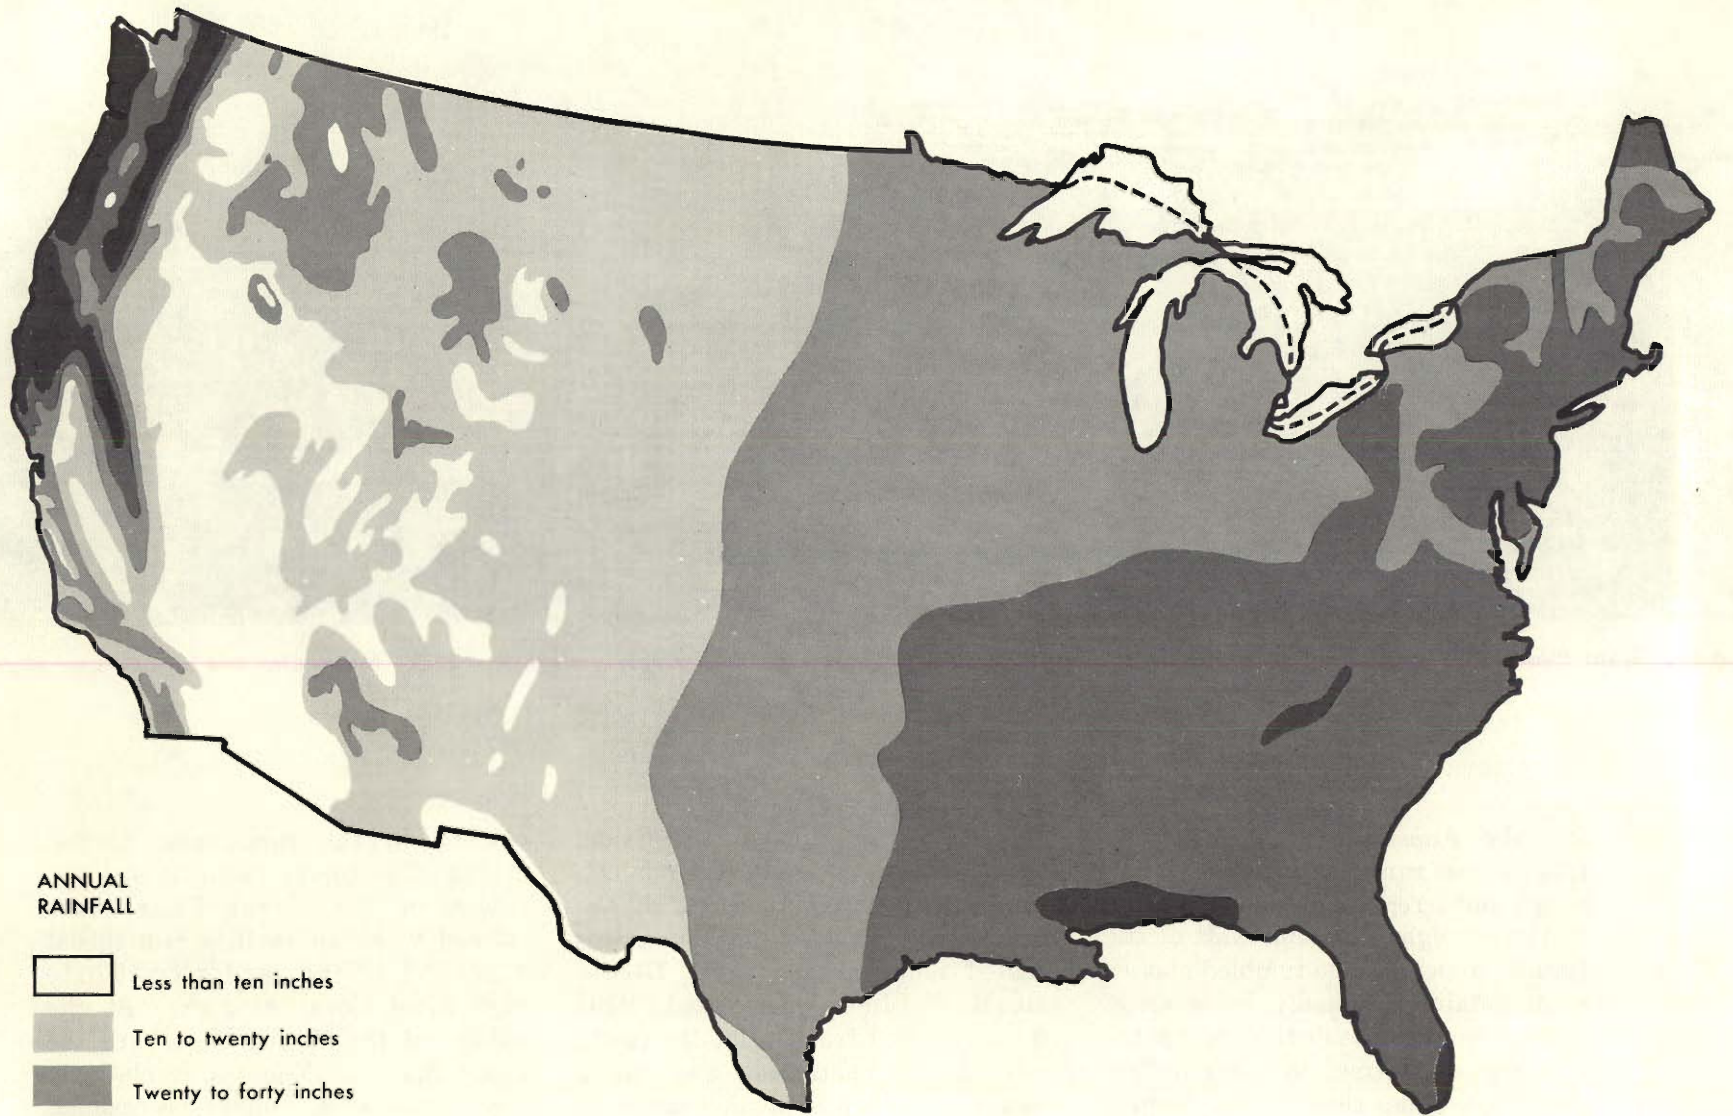 ANNUAL
RAINFALL
Less than ten inches
Ten to twenty inches
Twenty to forty inches